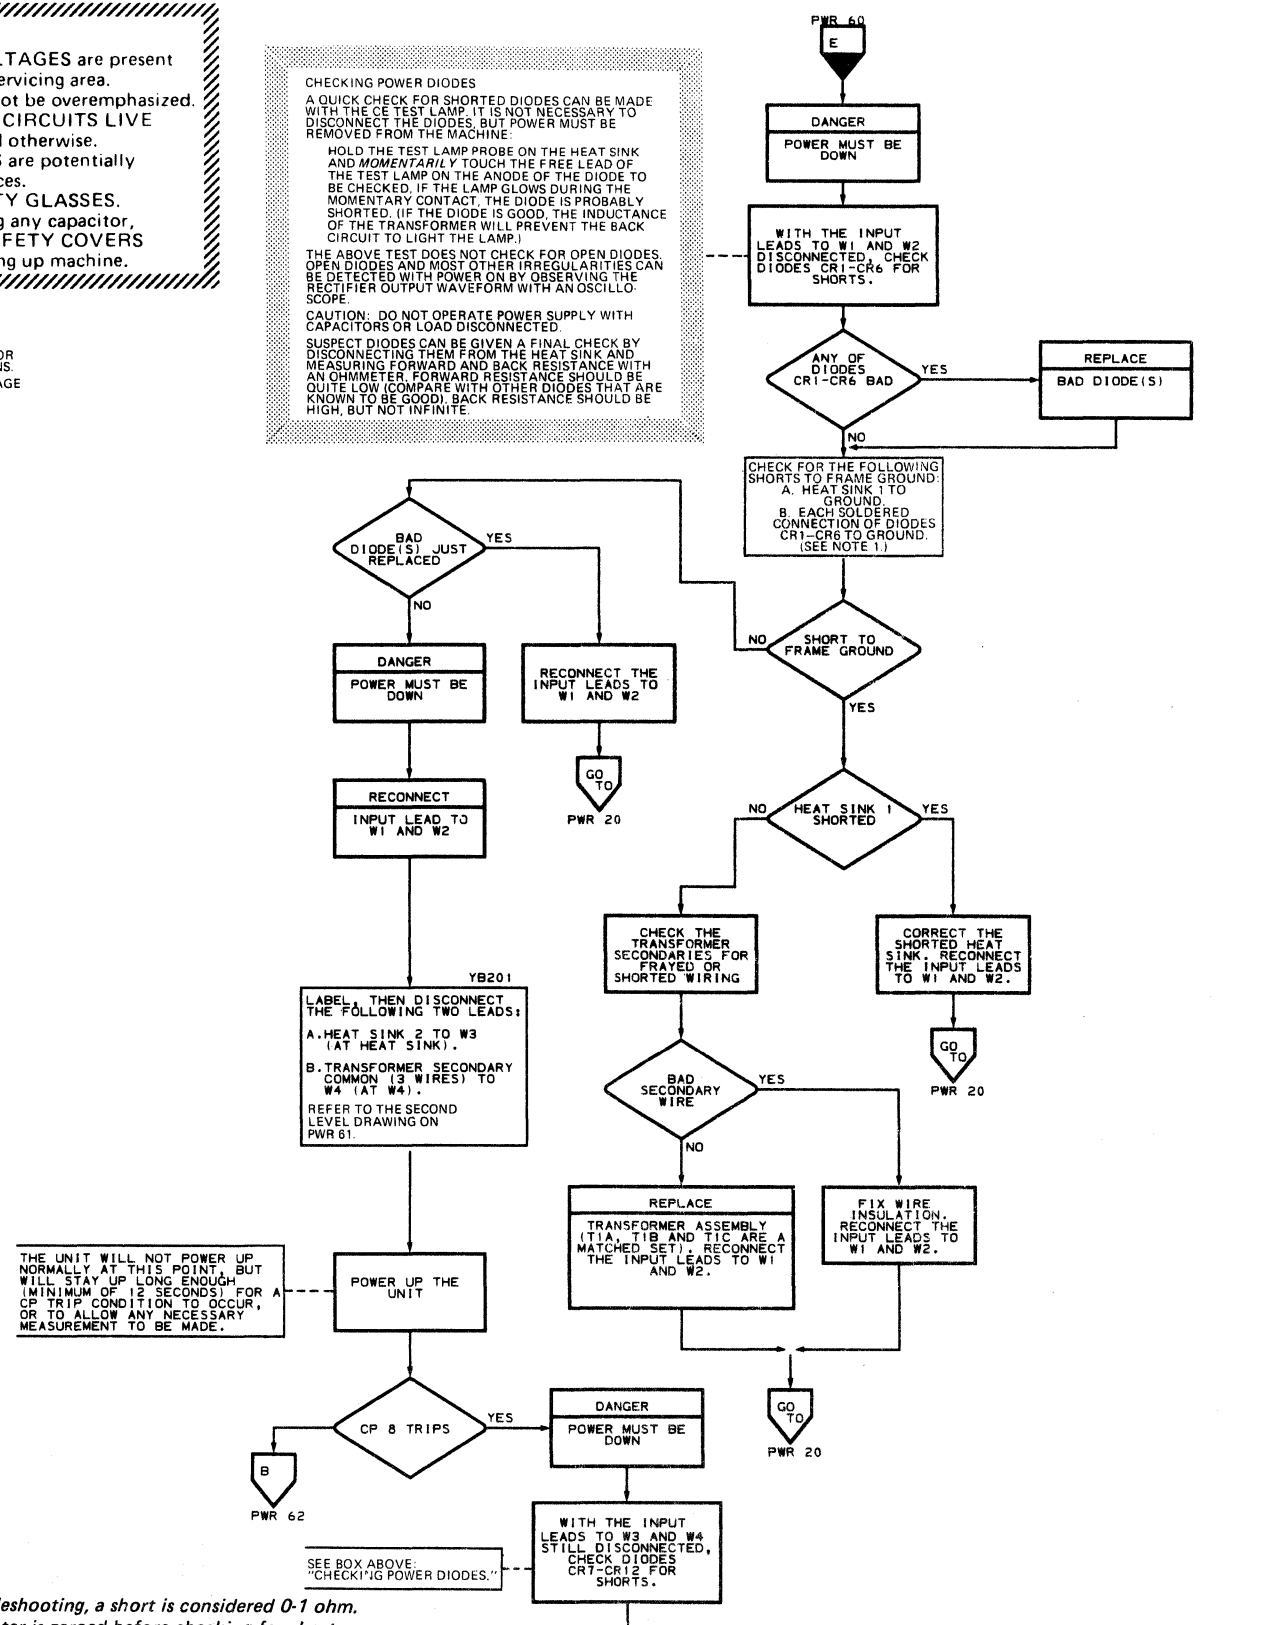 LTAGES are present
ervicing area.
ot be overemphasized.
CIRCUITS LIVE
otherwise.
are potentially
ces.
TY GLASSES.
g any capacitor,
FETY COVERS
ng up machine.
OR
NS.
AGE
CHECKING POWER DIODES
A QUICK CHECK FOR SHORTED DIODES CAN BE MADE
WITH THE CE TEST LAMP. IT IS NOT NECESSARY TO
DISCONNECT THE DIODES, BUT POWER MUST BE
REMOVED FROM THE MACHINE:
HOLD THE TEST LAMP PROBE ON THE HEAT SINK
AND MOMENTARILY TOUCH THE FREE LEAD OF
THE TEST LAMP ON THE ANODE OF THE DIODE TO
BE CHECKED. IF THE LAMP GLOWS DURING THE
MOMENTARY CONTACT, THE DIODE IS PROBABLY
SHORTED. (IF THE DIODE IS GOOD, THE INDUCTANCE
OF THE TRANSFORMER WILL PREVENT THE BACK
CIRCUIT TO LIGHT THE LAMP.)
THE ABOVE TEST DOES NOT CHECK FOR OPEN DIODES.
OPEN DIODES AND MOST OTHER IRREGULARITIES CAN
BE DETECTED WITH POWER ON BY OBSERVING THE
RECTIFIER OUTPUT WAVEFORM WITH AN OSCILLO-
SCOPE.
CAUTION: DO NOT OPERATE POWER SUPPLY WITH
CAPACITORS OR LOAD DISCONNECTED.
SUSPECT DIODES CAN BE GIVEN A FINAL CHECK BY
DISCONNECTING THEM FROM THE HEAT SINK AND
MEASURING FORWARD AND BACK RESISTANCE WITH
AN OHMMETER. FORWARD RESISTANCE SHOULD BE
QUITE LOW (COMPARE WITH OTHER DIODES THAT ARE
KNOWN TO BE GOOD). BACK RESISTANCE SHOULD BE
HIGH, BUT NOT INFINITE.
PWR 60
E
DANGER
POWER MUST BE
DOWN
WITH THE INPUT
LEADS TO W1 AND W2
DISCONNECTED, CHECK
DIODES CR1-CR6 FOR
SHORTS.
ANY OF
DIODES
CR1-CR6 BAD
YES
REPLACE
BAD DIODE(S)
NO
CHECK FOR THE FOLLOWING
SHORTS TO FRAME GROUND:
A. HEAT SINK 1 TO
GROUND.
B. EACH SOLDERED
CONNECTION OF DIODES
CR1-CR6 TO GROUND.
(SEE NOTE 1.)
SHORT TO
FRAME GROUND
NO
YES
BAD
DIODE(S) JUST
REPLACED
YES
NO
DANGER
POWER MUST BE
DOWN
RECONNECT THE
INPUT LEADS TO
W1 AND W2
GO
TO
PWR 20
RECONNECT
INPUT LEAD TO
W1 AND W2
HEAT SINK 1
SHORTED
NO
YES
CHECK THE
TRANSFORMER
SECONDARIES FOR
FRAYED OR
SHORTED WIRING
CORRECT THE
SHORTED HEAT
SINK. RECONNECT
THE INPUT LEADS
TO W1 AND W2.
GO
TO
PWR 20
YB201
LABEL, THEN DISCONNECT
THE FOLLOWING TWO LEADS:
A.HEAT SINK 2 TO W3
(AT HEAT SINK).
B.TRANSFORMER SECONDARY
COMMON (3 WIRES) TO
W4 (AT W4).
REFER TO THE SECOND
LEVEL DRAWING ON
PWR 61.
BAD
SECONDARY
WIRE
YES
NO
REPLACE
TRANSFORMER ASSEMBLY
(T1A, T1B AND T1C ARE A
MATCHED SET). RECONNECT
THE INPUT LEADS TO W1
AND W2.
FIX WIRE
INSULATION.
RECONNECT THE
INPUT LEADS TO
W1 AND W2.
GO
TO
PWR 20
THE UNIT WILL NOT POWER UP
NORMALLY AT THIS POINT, BUT
WILL STAY UP LONG ENOUGH
(MINIMUM OF 12 SECONDS) FOR A
CP TRIP CONDITION TO OCCUR,
OR TO ALLOW ANY NECESSARY
MEASUREMENT TO BE MADE.
POWER UP THE
UNIT
CP 8 TRIPS
YES
B
PWR 62
DANGER
POWER MUST BE
DOWN
WITH THE INPUT
LEADS TO W3 AND W4
STILL DISCONNECTED,
CHECK DIODES
CR7-CR12 FOR
SHORTS.
SEE BOX ABOVE:
"CHECKING POWER DIODES."
leshooting, a short is considered 0-1 ohm.